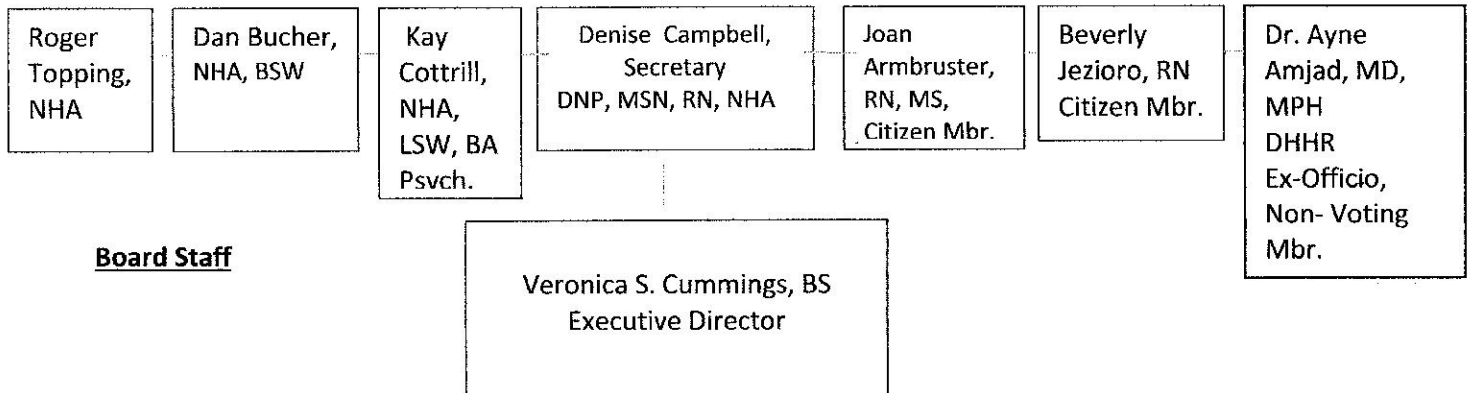 Roger
Topping,
NHA
Dan Bucher,
NHA, BSW
Kay
Cottrill,
NHA,
LSW, BA
Psych.
Denise Campbell,
Secretary
DNP, MSN, RN, NHA
Joan
Armbruster,
RN, MS,
Citizen Mbr.
Beverly
Jezioro, RN
Citizen Mbr.
Dr. Ayne
Amjad, MD,
MPH
DHHR
Ex-Officio,
Non- Voting
Mbr.
Board Staff
Veronica S. Cummings, BS
Executive Director